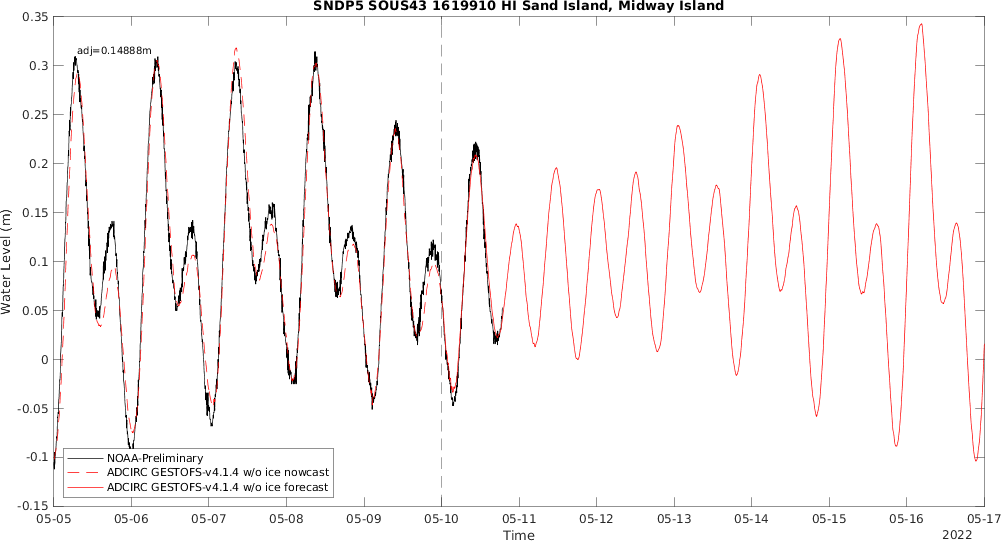 SNDP5 SOUS43 1619910 HI Sand Island, Midway Island
adj=0.14888m
0.35
0.3
0.25
0.2
0.15
0.1
0.05
0
-0.05
-0.1
-0.15
Water Level (m)
NOAA-Preliminary
ADCIRC GESTOFS-v4.1.4 w/o ice nowcast
ADCIRC GESTOFS-v4.1.4 w/o ice forecast
05-05 05-06 05-07 05-08 05-09 05-10 05-11 05-12 05-13 05-14 05-15 05-16 05-17
Time
2022